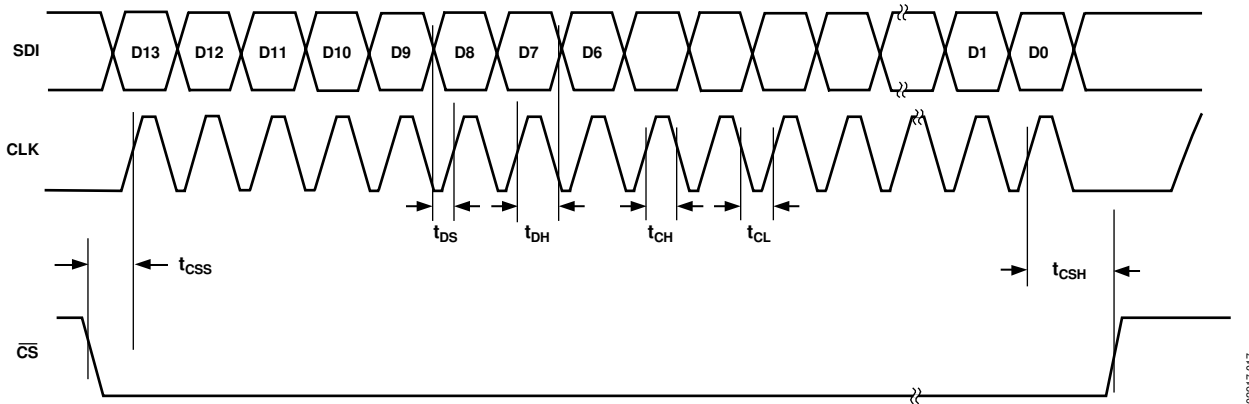 SDI D13 D12 D11 D10 D9 D8 D7 D6 D1 D0
CLK
tDS tDH tCH tCL
tCSS tCSH
CS